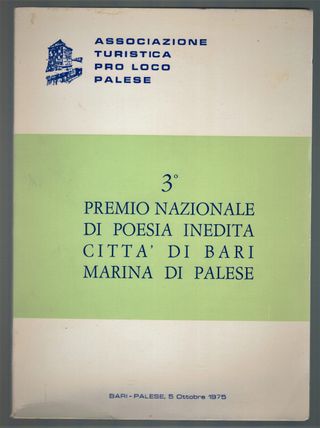 ASSOCIAZIONE
TURISTICA
PRO LOCO
PALESE
3°
PREMIO NAZIONALE
DI POESIA INEDITA
CITTA' DI BARI
MARINA DI PALESE
BARI-PALESE, 5 Ottobre 1975